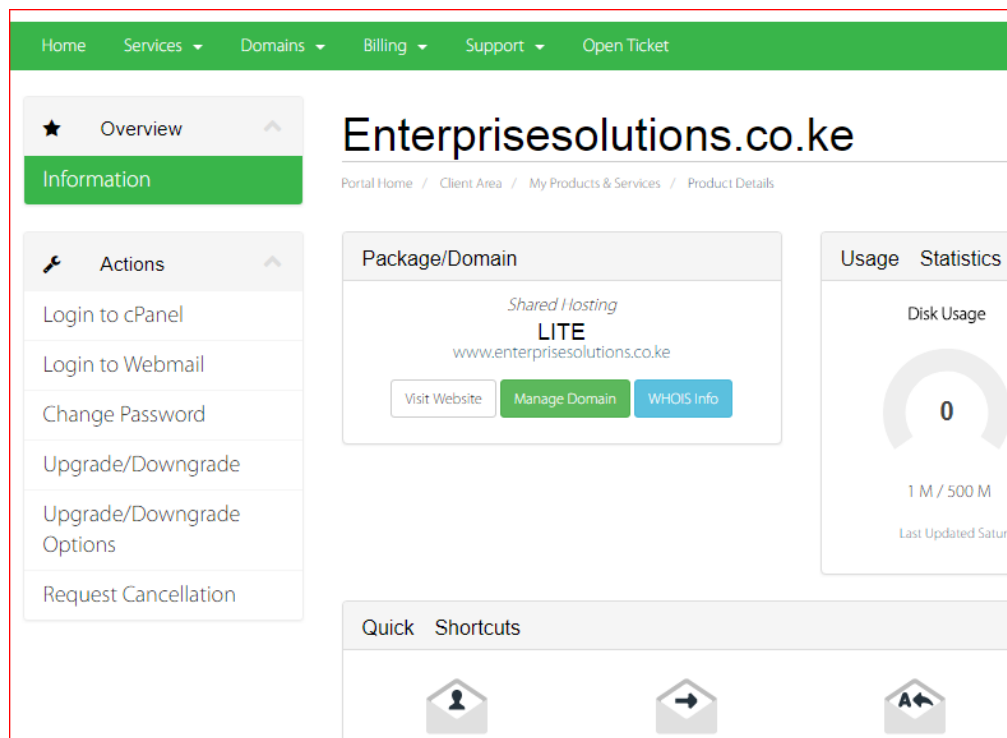 Home Services Domains Billing Support Open Ticket
Overview
Information
Actions
Login to cPanel
Login to Webmail
Change Password
Upgrade/Downgrade
Upgrade/Downgrade
Options
Request Cancellation
Enterprisesolutions.co.ke
Portal Home / Client Area / My Products & Services / Product Details
Package/Domain
Shared Hosting
LITE
www.enterprisesolutions.co.ke
Visit Website Manage Domain WHOIS Info
Usage Statistics
Disk Usage
0
1 M / 500 M
Last Updated Satur
Quick Shortcuts
A